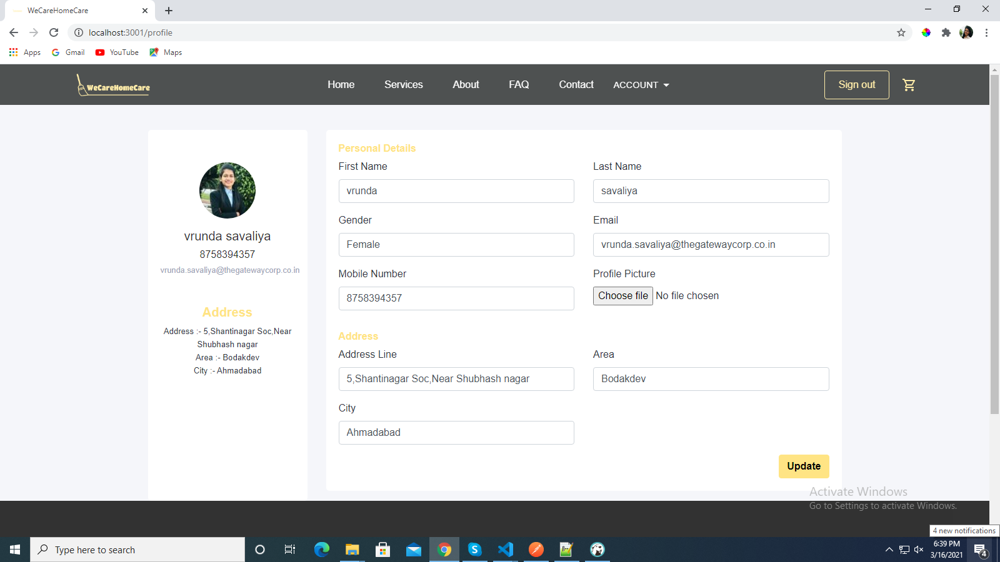 WeCareHomeCare
localhost:3001/profile
Apps Gmail YouTube Maps
WeCareHomeCare
Home Services About FAQ Contact ACCOUNT Sign out
vrunda savaliya
8758394357
vrunda.savaliya@thegatewaycorp.co.in
Address
Address :- 5,Shantinagar Soc,Near
Shubhash nagar
Area :- Bodakdev
City :- Ahmadabad
Personal Details
First Name Last Name
vrunda savaliya
Gender Email
Female vrunda.savaliya@thegatewaycorp.co.in
Mobile Number Profile Picture
8758394357 Choose file No file chosen
Address
Address Line Area
5,Shantinagar Soc,Near Shubhash nagar Bodakdev
City
Ahmadabad
Update
Activate Windows
Go to Settings to activate Windows.
4 new notifications
Type here to search
6:39 PM
3/16/2021
4